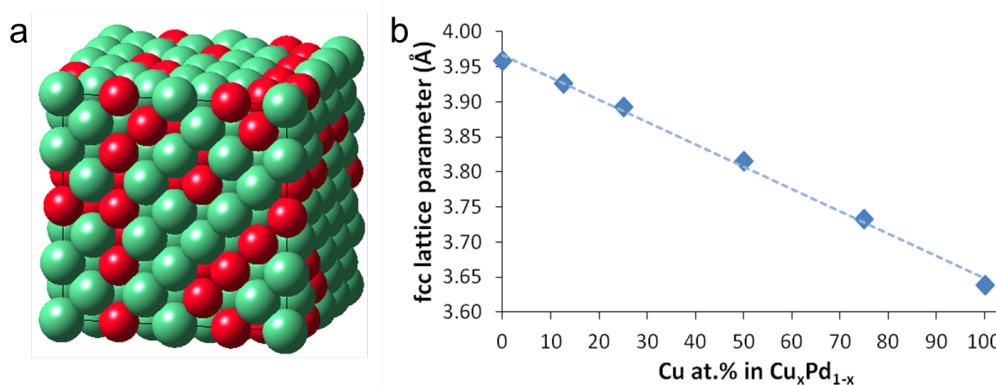 a
b
fcc lattice parameter (Å)
4.00
3.95
3.90
3.85
3.80
3.75
3.70
3.65
3.60
0 10 20 30 40 50 60 70 80 90 100
Cu at.% in CuₓPd₁₋ₓ